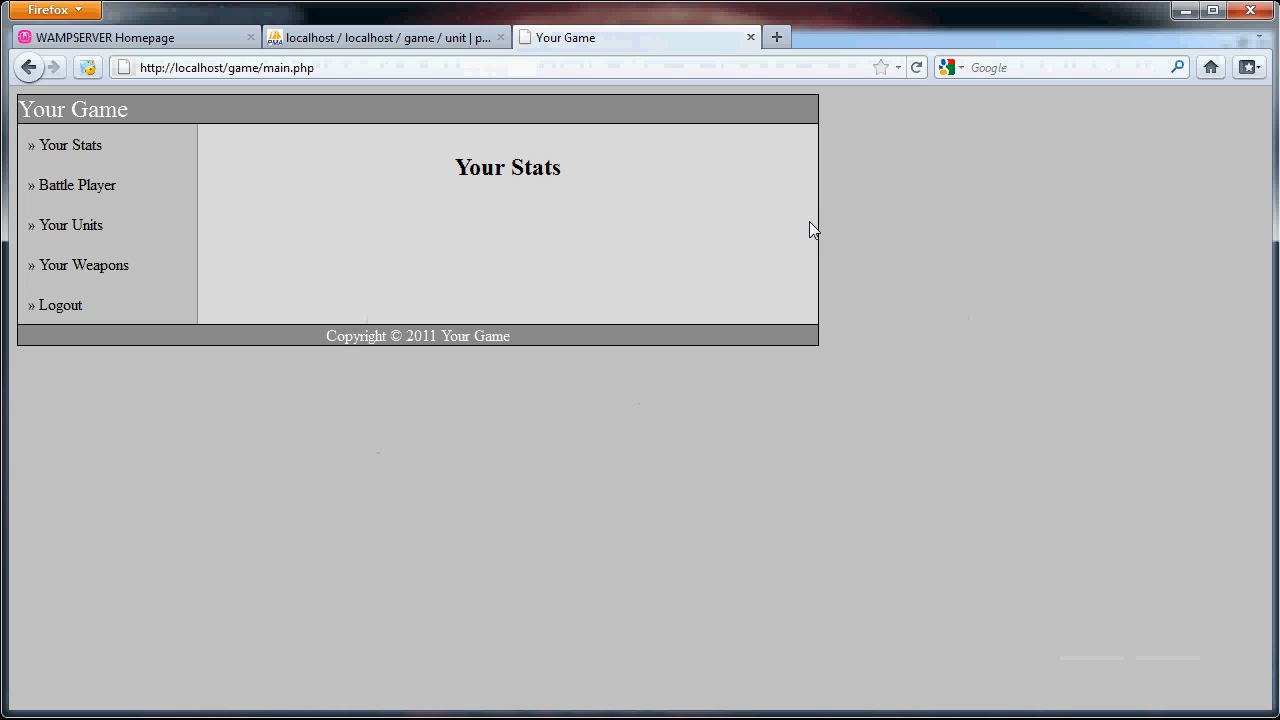 Firefox
WAMPSERVER Homepage
localhost / localhost / game / unit | p...
Your Game
http://localhost/game/main.php
Google
Your Game
» Your Stats
» Battle Player
» Your Units
» Your Weapons
» Logout
Your Stats
Copyright © 2011 Your Game